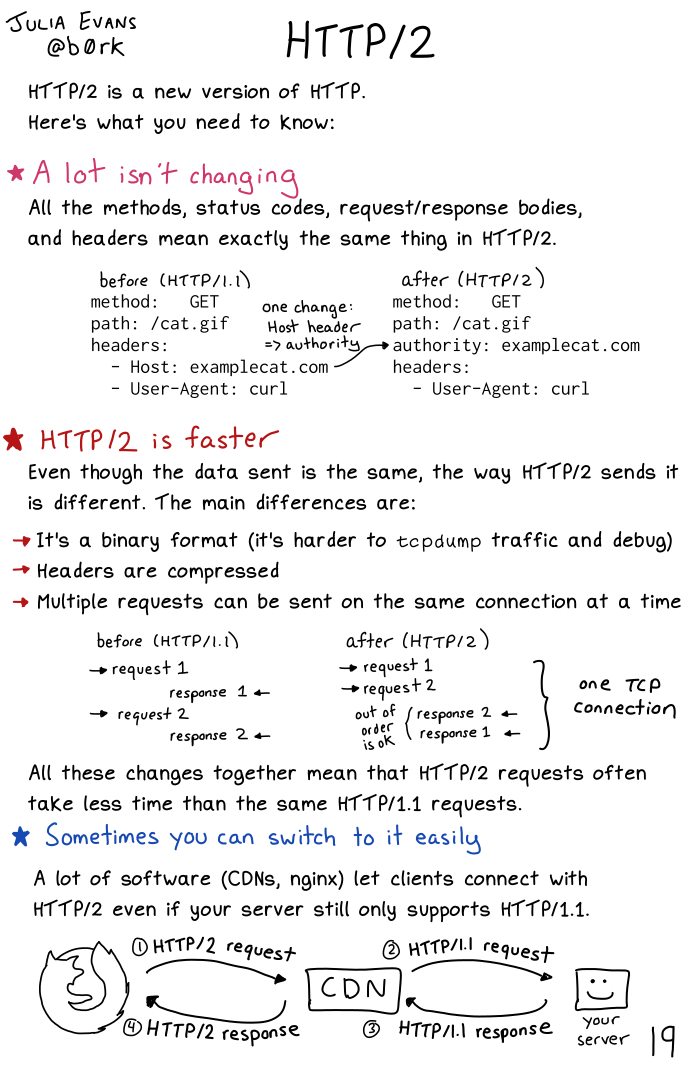 JULIA EVANS
@b0rk
HTTP/2
HTTP/2 is a new version of HTTP.
Here's what you need to know:
A lot isn't changing
All the methods, status codes, request/response bodies,
and headers mean exactly the same thing in HTTP/2.
before (HTTP/1.1)
method: GET
path: /cat.gif
headers:
- Host: examplecat.com
- User-Agent: curl
one change:
Host header
=> authority
after (HTTP/2)
method: GET
path: /cat.gif
authority: examplecat.com
headers:
- User-Agent: curl
HTTP/2 is faster
Even though the data sent is the same, the way HTTP/2 sends it
is different. The main differences are:
→ It's a binary format (it's harder to tcpdump traffic and debug)
→ Headers are compressed
→ Multiple requests can be sent on the same connection at a time
before (HTTP/1.1)
→ request 1
response 1 ←
→ request 2
response 2 ←
after (HTTP/2)
→ request 1
→ request 2
out of
order
is ok
response 2 ←
response 1 ←
one TCP
connection
All these changes together mean that HTTP/2 requests often
take less time than the same HTTP/1.1 requests.
Sometimes you can switch to it easily
A lot of software (CDNs, nginx) let clients connect with
HTTP/2 even if your server still only supports HTTP/1.1.
① HTTP/2 request
② HTTP/1.1 request
CDN
④ HTTP/2 response
③ HTTP/1.1 response
your
server
19